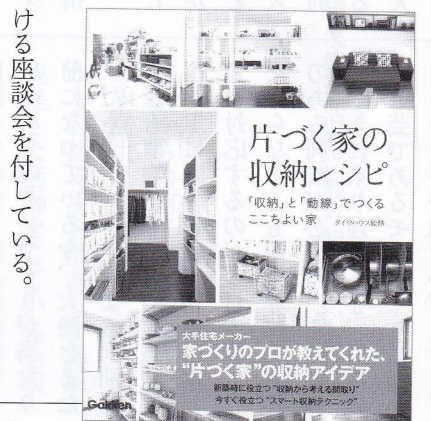 ける座談会を付している。
片づく家の
収納レシピ
「収納」と「動線」でつくる
ここちよい家
ダイワハウス監修
大手住宅メーカー
家づくりのプロが教えてくれた、
“片づく家”の収納アイデア
新築時に役立つ“収納から考える間取り”
今すぐ役立つ“スマート収納テクニック”
Gakken